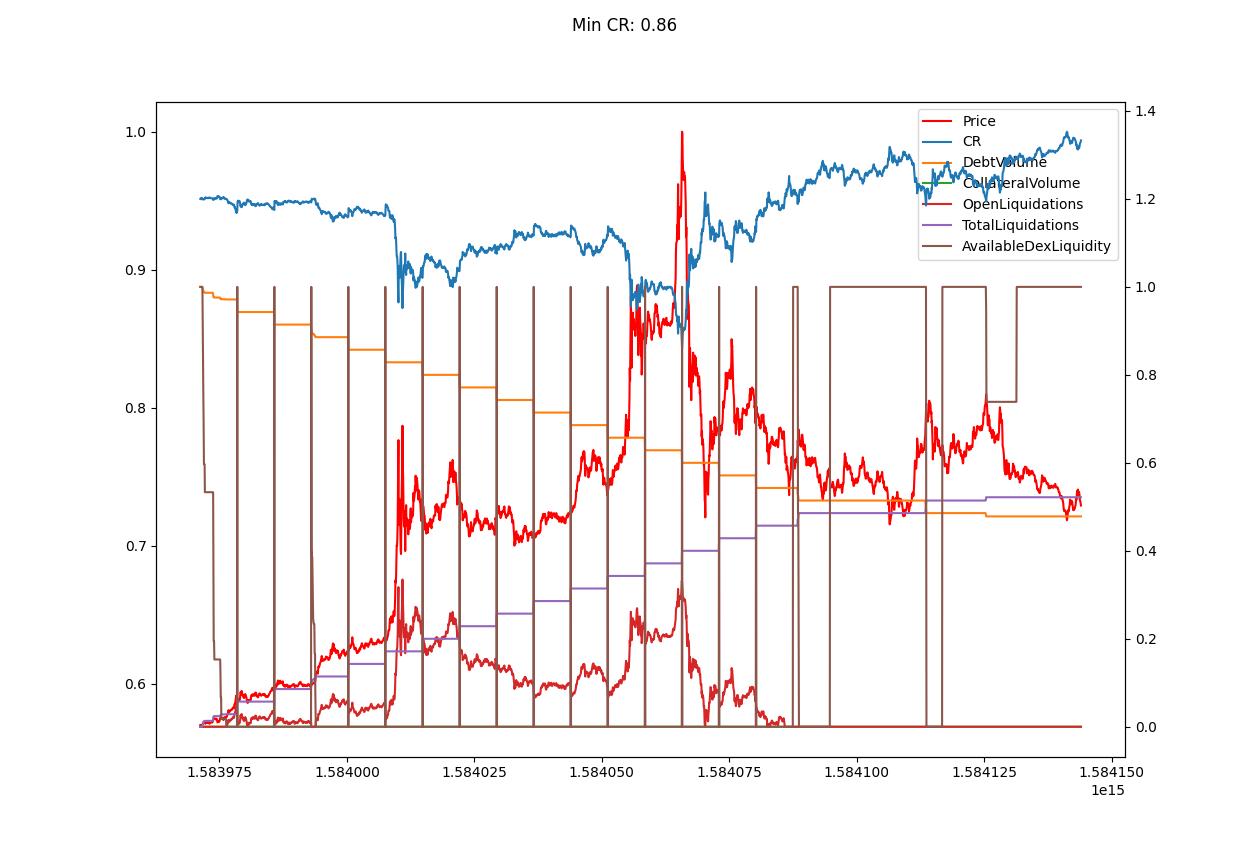 Min CR: 0.86
1.0
0.9
0.8
0.7
0.6
1.4
1.2
1.0
0.8
0.6
0.4
0.2
0.0
Price
CR
DebtVolume
CollateralVolume
OpenLiquidations
TotalLiquidations
AvailableDexLiquidity
1.583975 1.584000 1.584025 1.584050 1.584075 1.584100 1.584125 1.584150
1e15